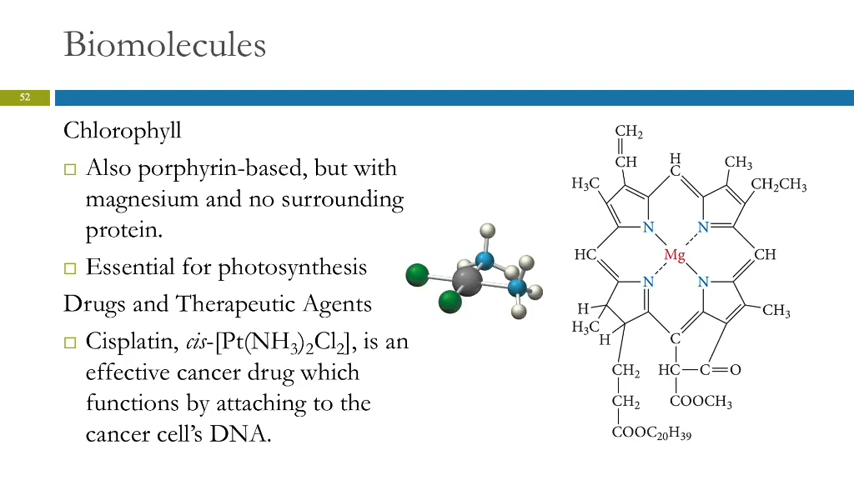 Biomolecules
52
Chlorophyll
Also porphyrin-based, but with
magnesium and no surrounding
protein.
Essential for photosynthesis
Drugs and Therapeutic Agents
Cisplatin, cis-[Pt(NH₃)₂Cl₂], is an
effective cancer drug which
functions by attaching to the
cancer cell's DNA.
CH₂
CH H CH₃
C
H₃C CH₂CH₃
N N
HC Mg CH
N N
H CH₃
H₃C
H C
CH₂ HC C O
CH₂ COOCH₃
COOC₂₀H₃₉